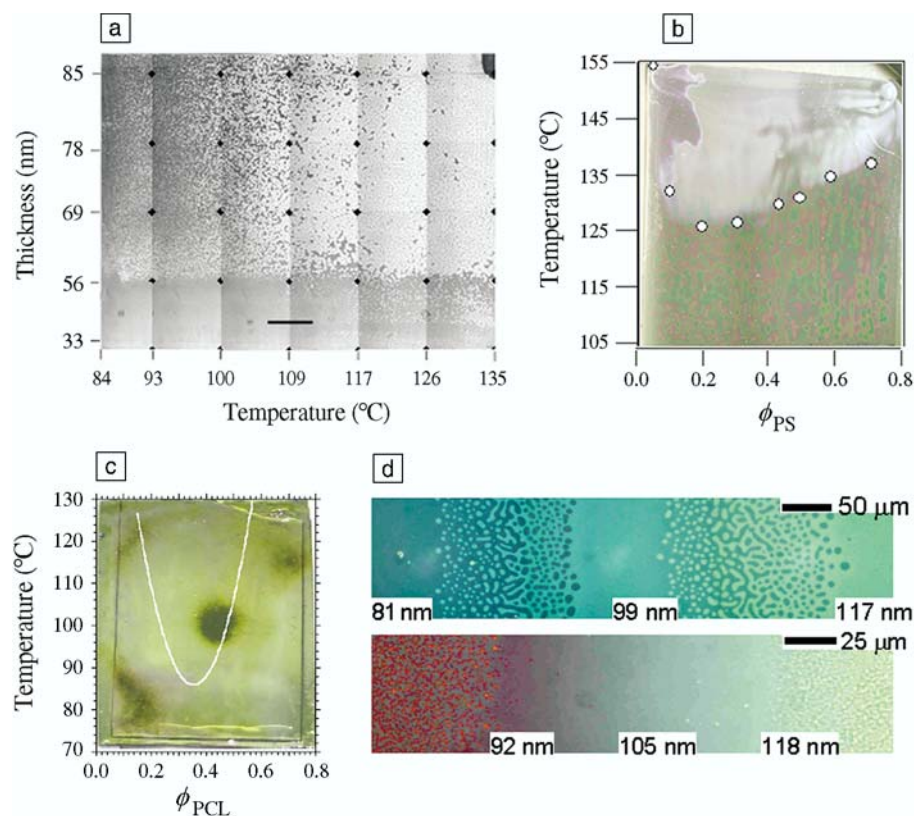 a
Thickness (nm)
85
78
69
56
33
84 93 100 109 117 126 135
Temperature (°C)
b
Temperature (°C)
155
145
135
125
115
105
0.0 0.2 0.4 0.6 0.8
ϕPS
c
Temperature (°C)
130
120
110
100
90
80
70
0.0 0.2 0.4 0.6 0.8
ϕPCL
d
50 μm
81 nm 99 nm 117 nm
25 μm
92 nm 105 nm 118 nm